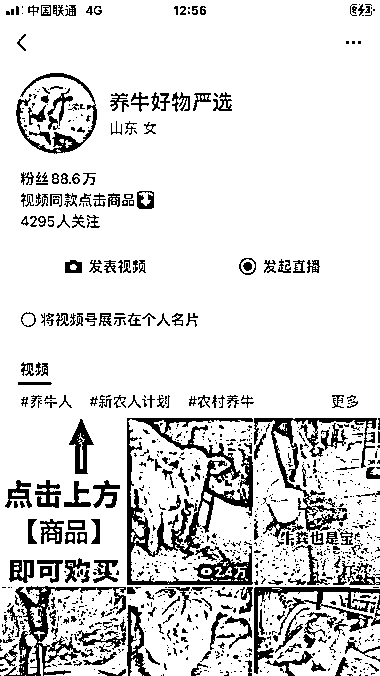 中国联通 4G 12:56
养牛好物严选
山东 女
粉丝88.6万
视频同款点击商品
4295人关注
发表视频
发起直播
将视频号展示在个人名片
视频
#养牛人 #新农人计划 #农村养牛 更多
点击上方
【商品】
即可购买
牛粪也是宝